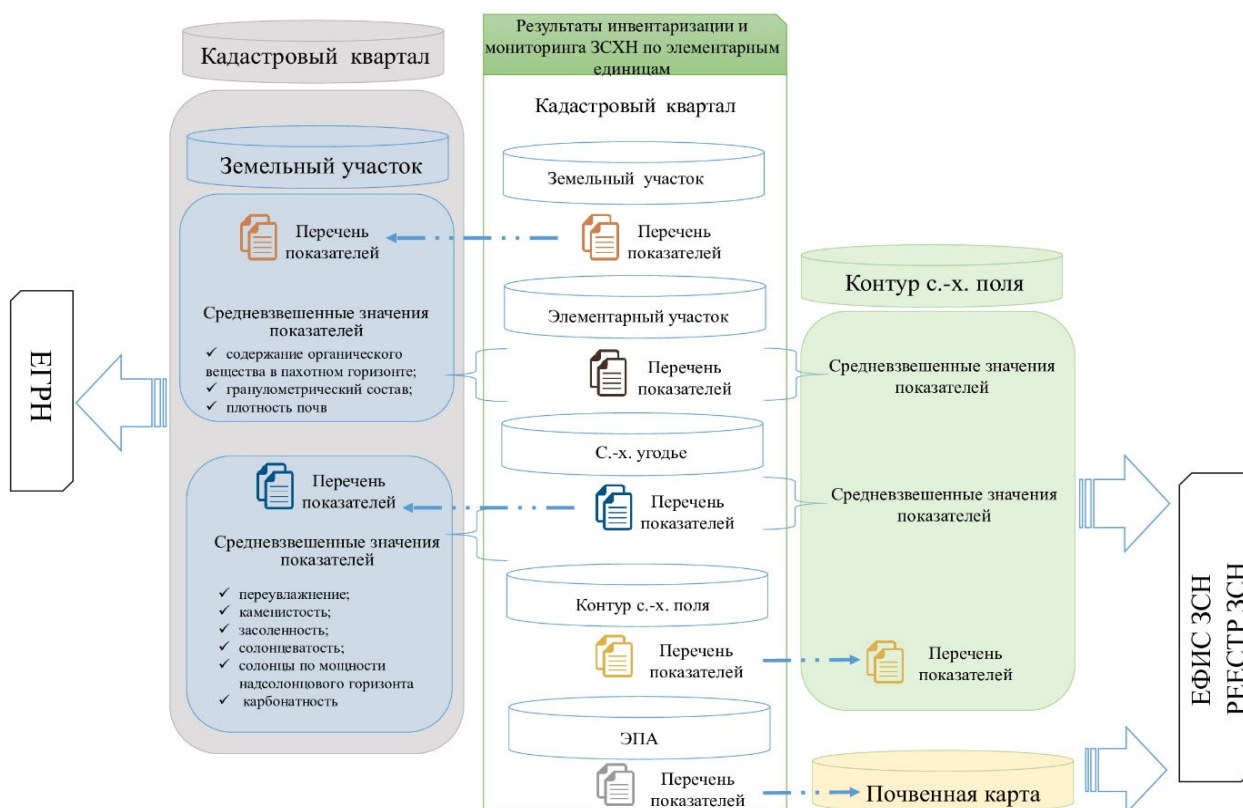 Результаты инвентаризации и
мониторинга ЗСХН по элементарным
единицам
Кадастровый квартал
Земельный участок
Перечень
показателей
Средневзвешенные значения
показателей
✓ содержание органического
вещества в пахотном горизонте;
✓ гранулометрический состав;
✓ плотность почв
Перечень
показателей
Средневзвешенные значения
показателей
✓ переувлажнение;
✓ каменистость;
✓ засоленность;
✓ солонцеватость;
✓ солонцы по мощности
надсолонцового горизонта
✓ карбонатность
ЕГРН
Кадастровый квартал
Земельный участок
Перечень
показателей
Элементарный участок
Перечень
показателей
С.-х. угодье
Перечень
показателей
Контур с.-х. поля
Перечень
показателей
ЭПА
Перечень
показателей
Контур с.-х. поля
Средневзвешенные значения
показателей
Средневзвешенные значения
показателей
Перечень
показателей
Почвенная карта
ЕФИС ЗСН
РЕЕСТР ЗСН